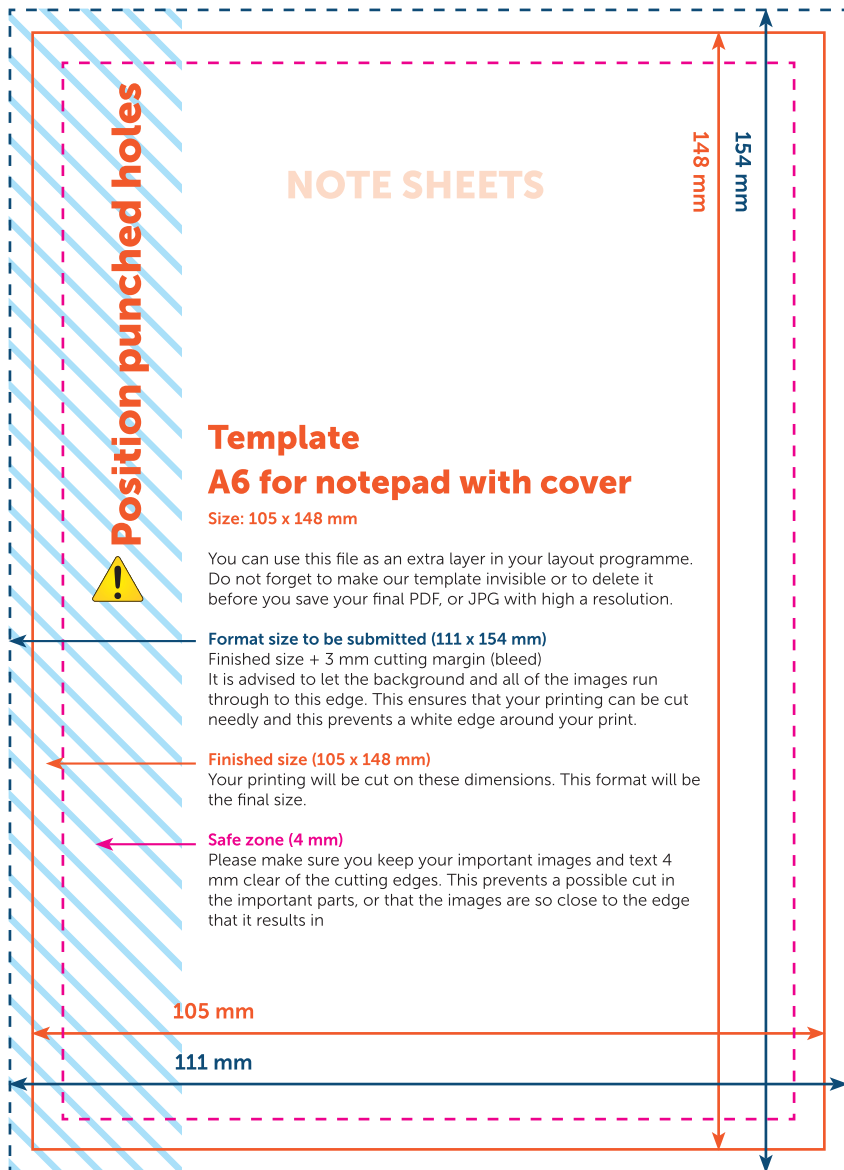 Position punched holes
148 mm
154 mm
NOTE SHEETS
Template
A6 for notepad with cover
Size: 105 x 148 mm
You can use this file as an extra layer in your layout programme.
Do not forget to make our template invisible or to delete it
before you save your final PDF, or JPG with high a resolution.
Format size to be submitted (111 x 154 mm)
Finished size + 3 mm cutting margin (bleed)
It is advised to let the background and all of the images run
through to this edge. This ensures that your printing can be cut
needly and this prevents a white edge around your print.
Finished size (105 x 148 mm)
Your printing will be cut on these dimensions. This format will be
the final size.
Safe zone (4 mm)
Please make sure you keep your important images and text 4
mm clear of the cutting edges. This prevents a possible cut in
the important parts, or that the images are so close to the edge
that it results in
105 mm
111 mm